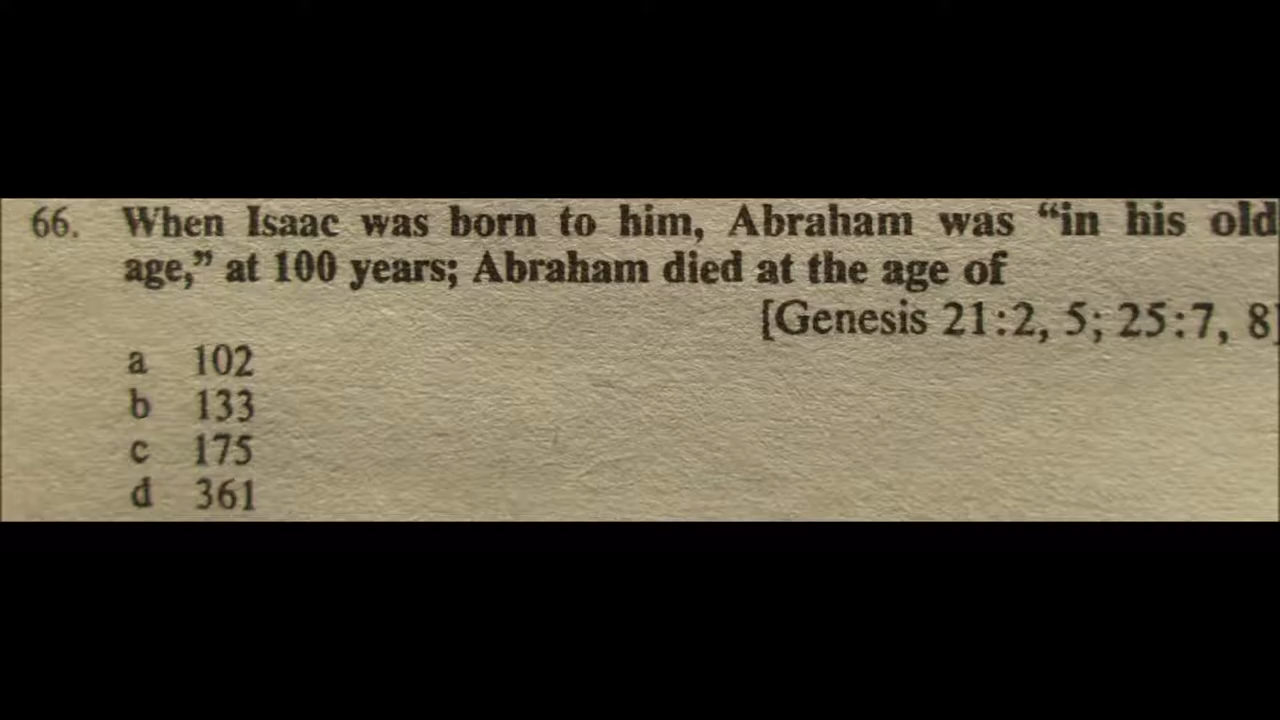 66. When Isaac was born to him, Abraham was “in his old
age,” at 100 years; Abraham died at the age of
[Genesis 21:2, 5; 25:7, 8]
a 102
b 133
c 175
d 361